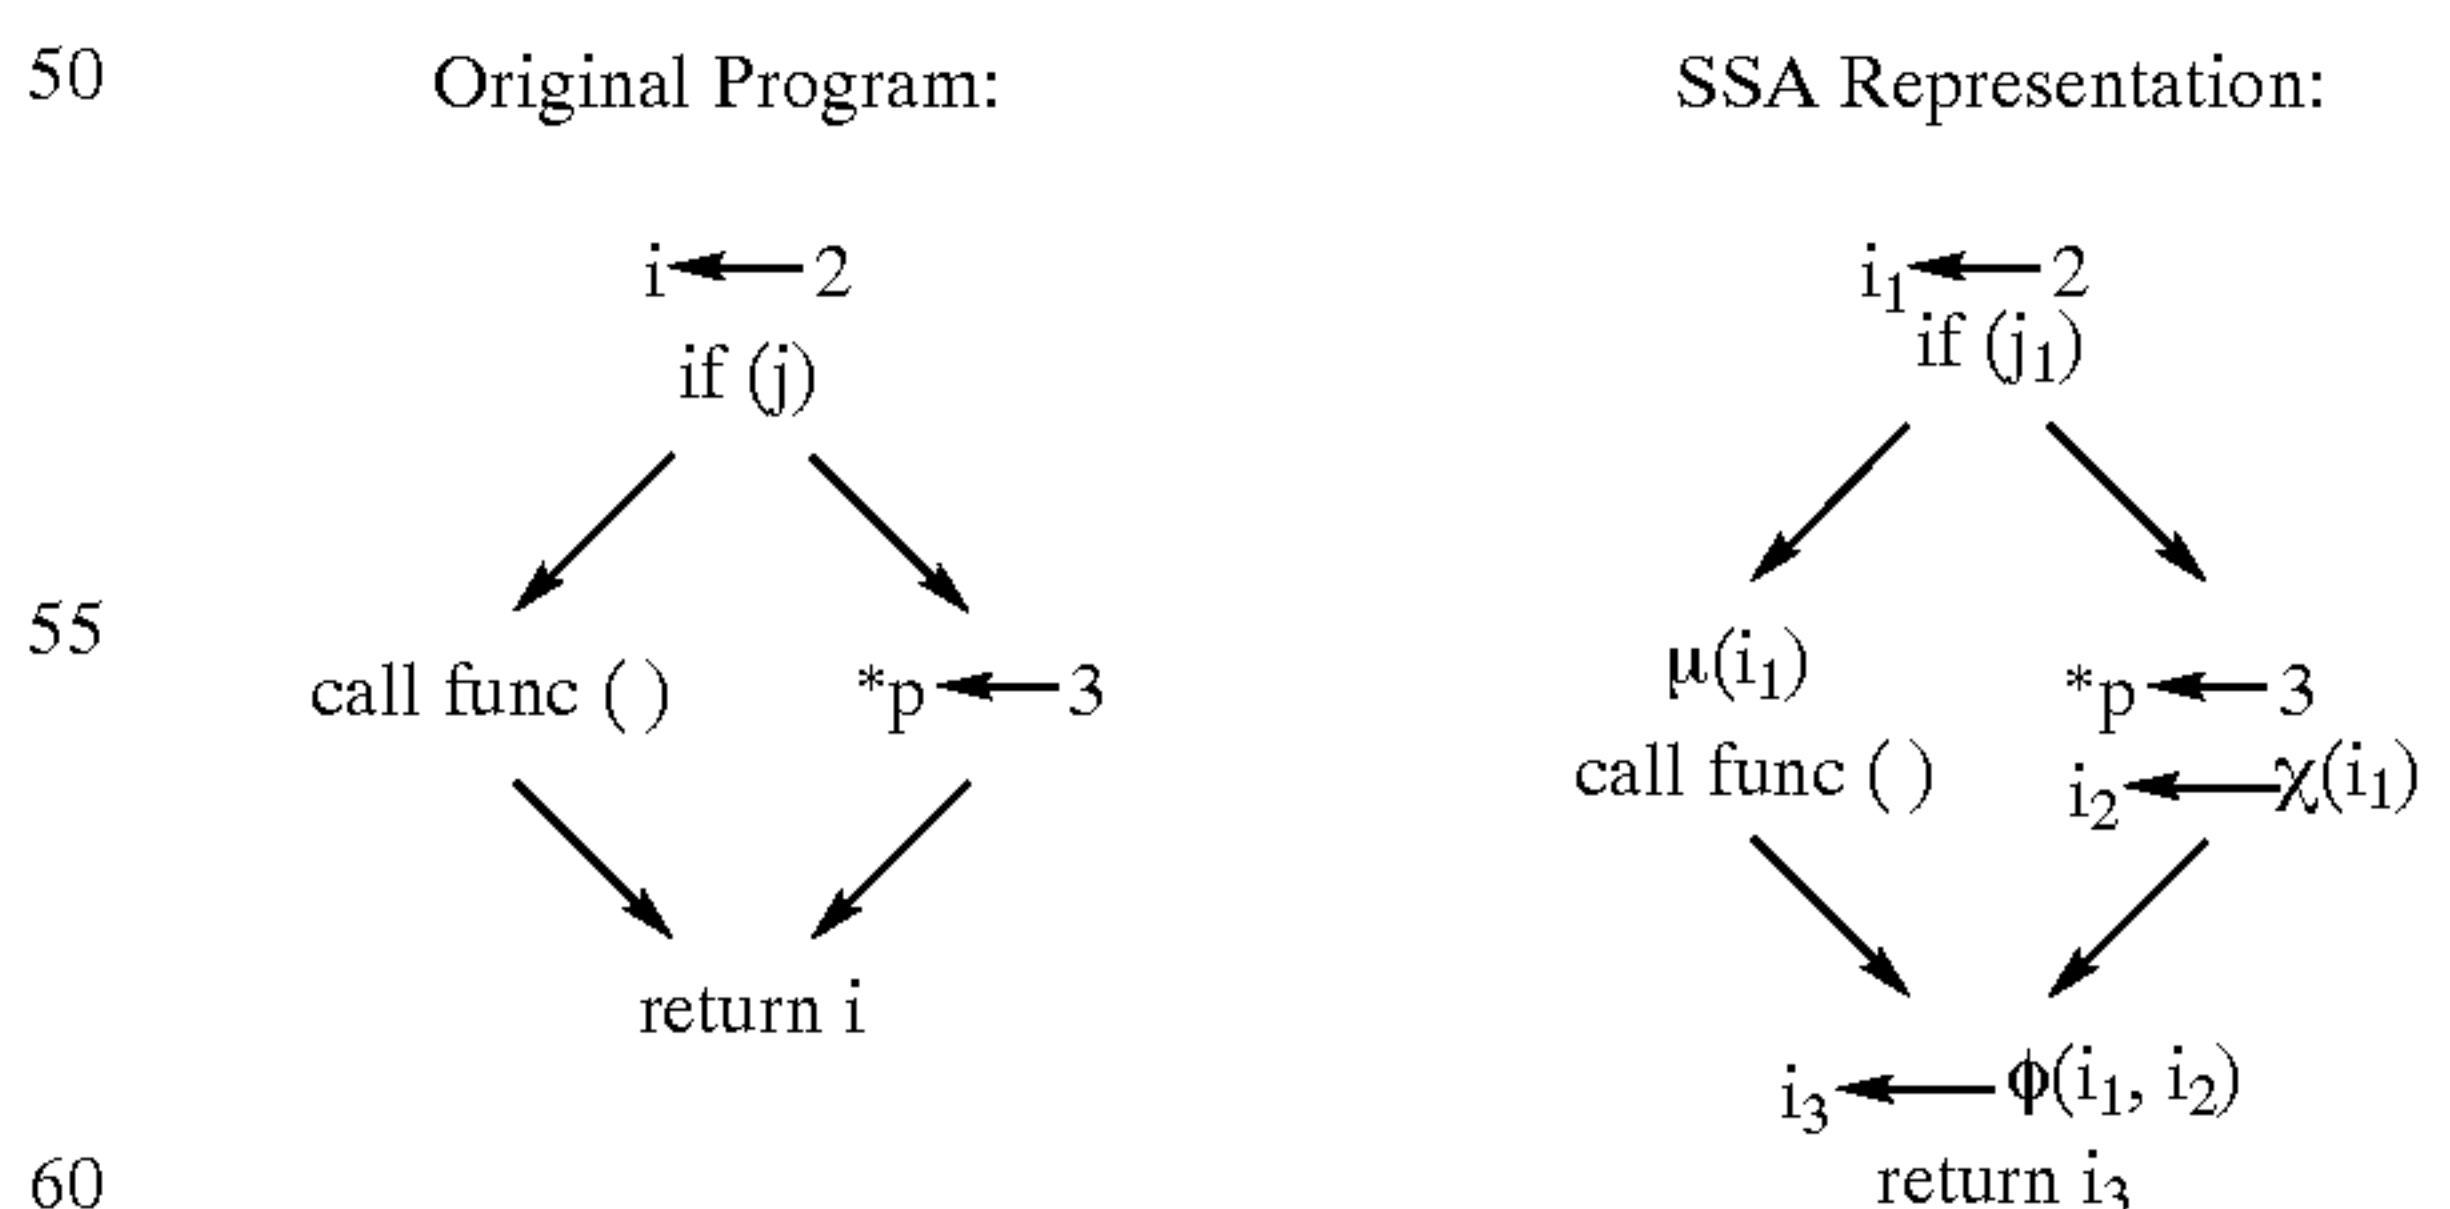 50 Original Program: SSA Representation:
i ← 2 i₁ ← 2
if (j) if (j₁)
55
call func ( ) *p ← 3 μ(i₁) *p ← 3
call func ( ) i₂ ← χ(i₁)
return i
i₃ ← ϕ(i₁, i₂)
60 return i₃